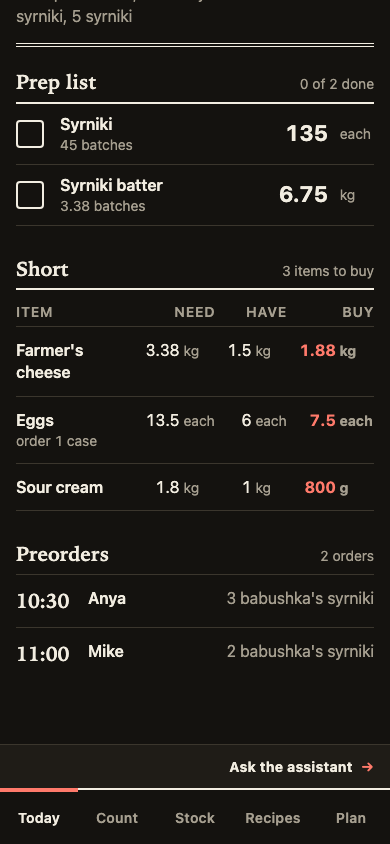 syrniki, 5 syrniki
Prep list 0 of 2 done
Syrniki 135 each
45 batches
Syrniki batter 6.75 kg
3.38 batches
Short 3 items to buy
ITEM NEED HAVE BUY
Farmer's 3.38 kg 1.5 kg 1.88 kg
cheese
Eggs 13.5 each 6 each 7.5 each
order 1 case
Sour cream 1.8 kg 1 kg 800 g
Preorders 2 orders
10:30 Anya 3 babushka's syrniki
11:00 Mike 2 babushka's syrniki
Ask the assistant →
Today Count Stock Recipes Plan